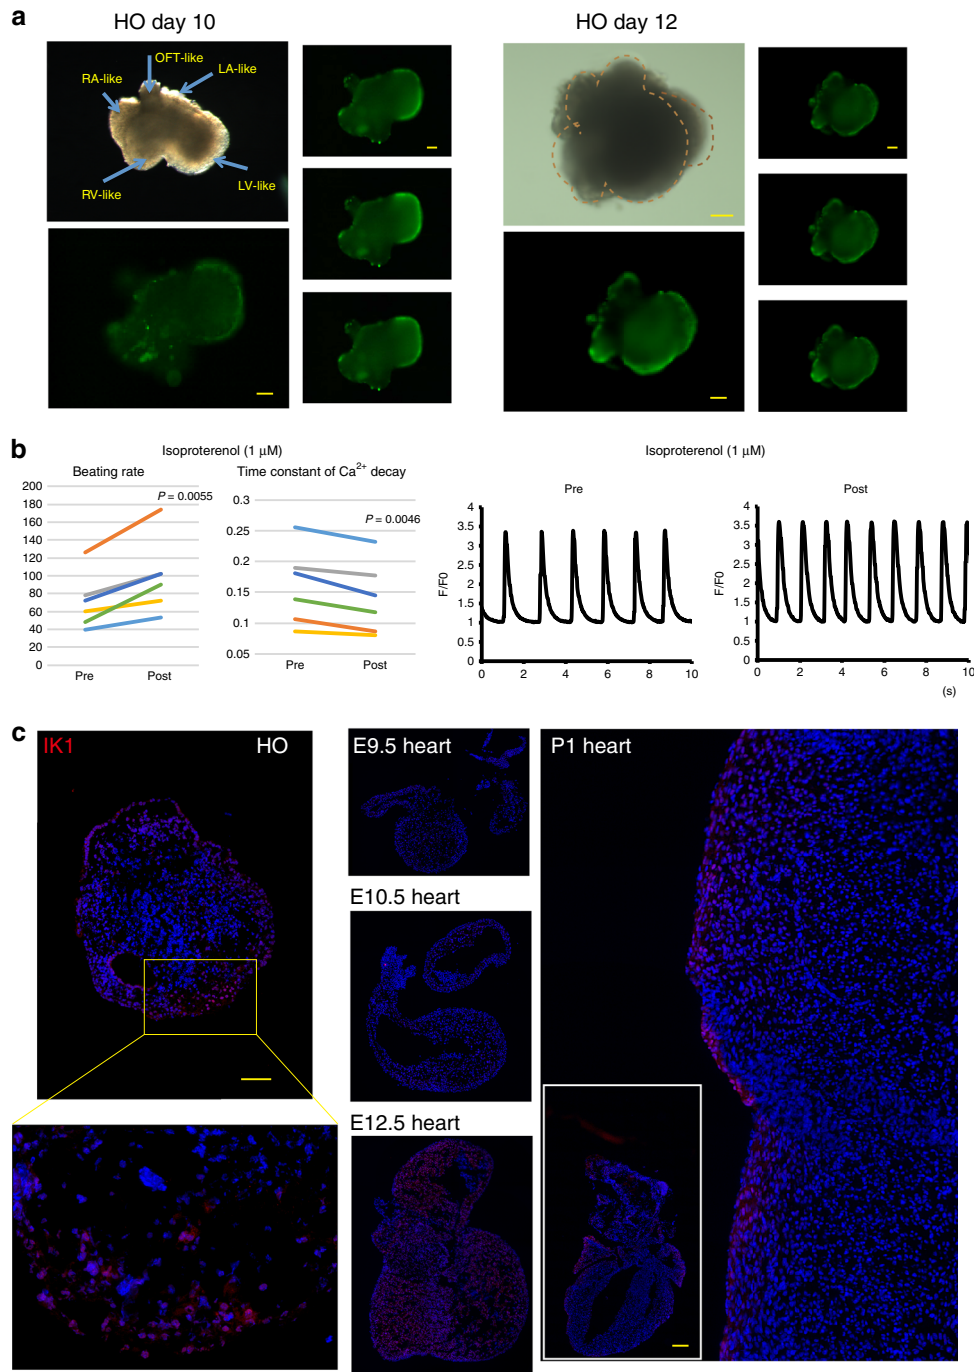 a
HO day 10
HO day 12
OFT-like
LA-like
RA-like
RV-like
LV-like
b
Isoproterenol (1 μM)
Beating rate
Time constant of Ca2+ decay
200
180
160
140
120
100
80
60
40
20
0
P = 0.0055
Pre
Post
0.3
0.25
0.2
0.15
0.1
0.05
P = 0.0046
Pre
Post
Isoproterenol (1 μM)
Pre
Post
F/F0
4
3.5
3
2.5
2
1.5
1
0.5
0
0 2 4 6 8 10
F/F0
4
3.5
3
2.5
2
1.5
1
0.5
0
0 2 4 6 8 10
(s)
c
IK1
HO
E9.5 heart
P1 heart
E10.5 heart
E12.5 heart